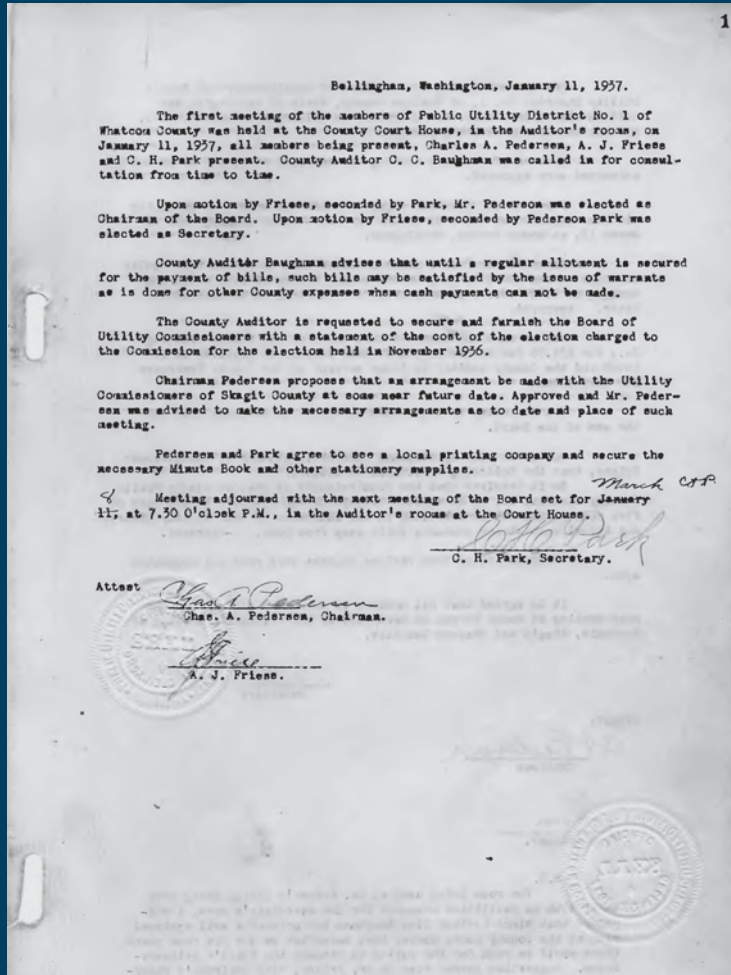 1
Bellingham, Washington, January 11, 1937.
The first meeting of the members of Public Utility District No. 1 of
Whatcom County was held at the County Court House, in the Auditor's rooms, on
January 11, 1937, all members being present, Charles A. Pedersen, A. J. Friese
and C. H. Park present. County Auditor C. C. Baughman was called in for consul-
tation from time to time.
Upon motion by Friese, seconded by Park, Mr. Pederson was elected as
Chairman of the Board. Upon motion by Friese, seconded by Pederson Park was
elected as Secretary.
County Auditor Baughman advises that until a regular allotment is secured
for the payment of bills, such bills may be satisfied by the issue of warrants
as is done for other County expenses when cash payments can not be made.
The County Auditor is requested to secure and furnish the Board of
Utility Commissioners with a statement of the cost of the election charged to
the Commission for the election held in November 1936.
Chairman Pedersen proposes that an arrangement be made with the Utility
Commissioners of Skagit County at some near future date. Approved and Mr. Peder-
sen was advised to make the necessary arrangements as to date and place of such
meeting.
Pedersen and Park agree to see a local printing company and secure the
necessary Minute Book and other stationery supplies.
March CHP.
8 Meeting adjourned with the next meeting of the Board set for January
11, at 7.30 O'clock P.M., in the Auditor's rooms at the Court House.
C H Park
C. H. Park, Secretary.
Attest
Chas A Pedersen
Chas. A. Pedersen, Chairman.
A J Friese
A. J. Friese.